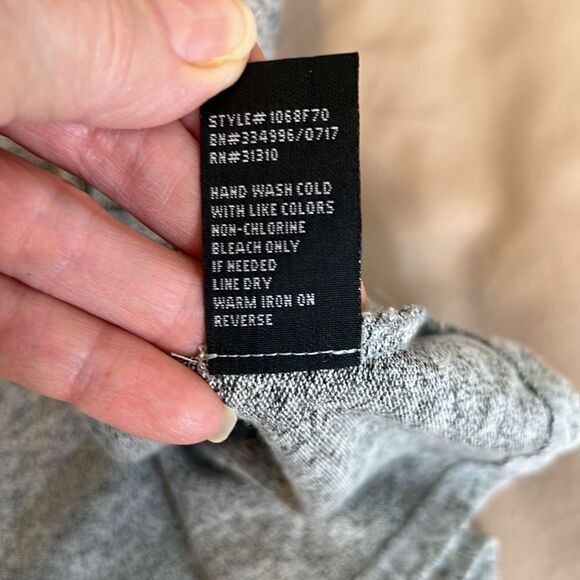 STYLE# 1068F70
BN#334996/0717
RN#31310
HAND WASH COLD
WITH LIKE COLORS
NON-CHLORINE
BLEACH ONLY
IF NEEDED
LINE DRY
WARM IRON ON
REVERSE